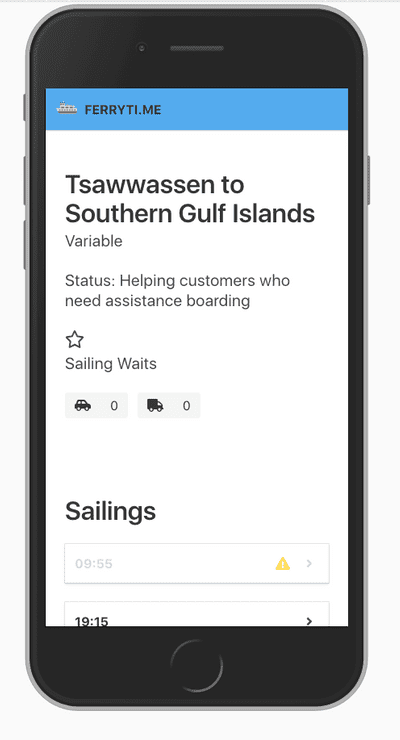 FERRYTI.ME
Tsawwassen to
Southern Gulf Islands
Variable
Status: Helping customers who
need assistance boarding
Sailing Waits
0 0
Sailings
09:55
19:15